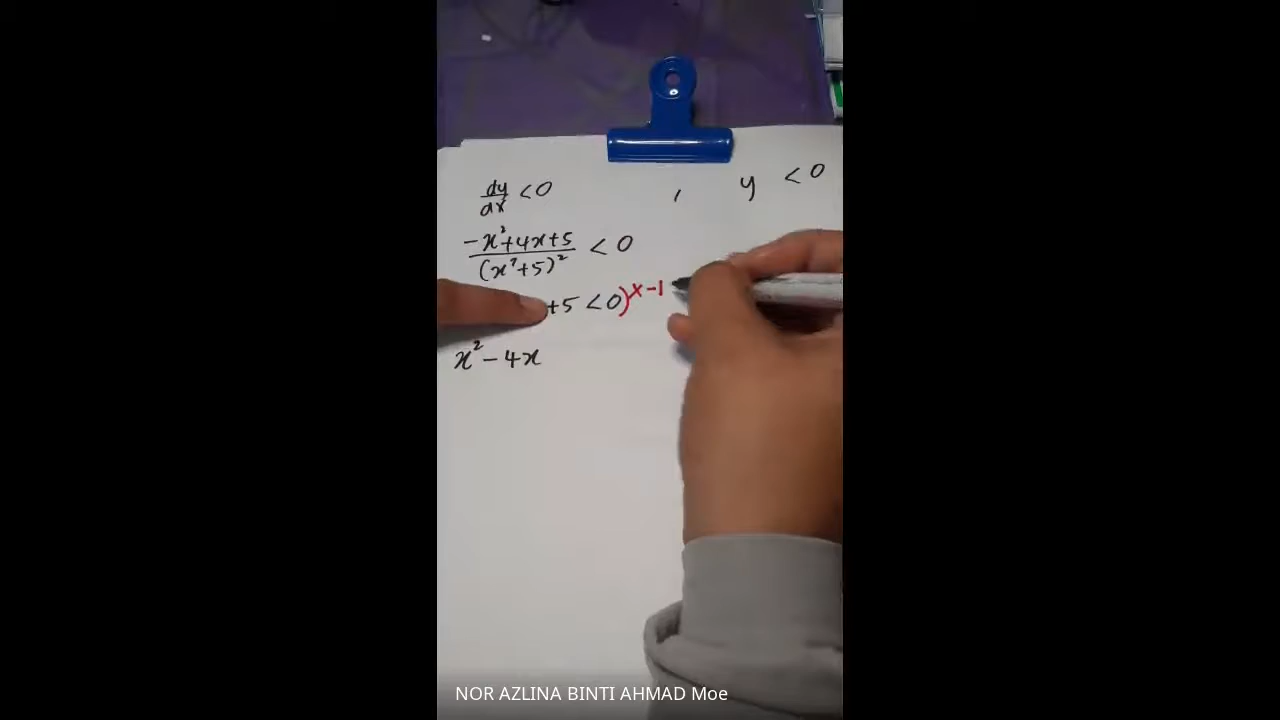 dy/dx < 0 , y < 0
(-x²+4x+5)/(x²+5)² < 0
+5 < 0) x -1
x² - 4x
NOR AZLINA BINTI AHMAD Moe